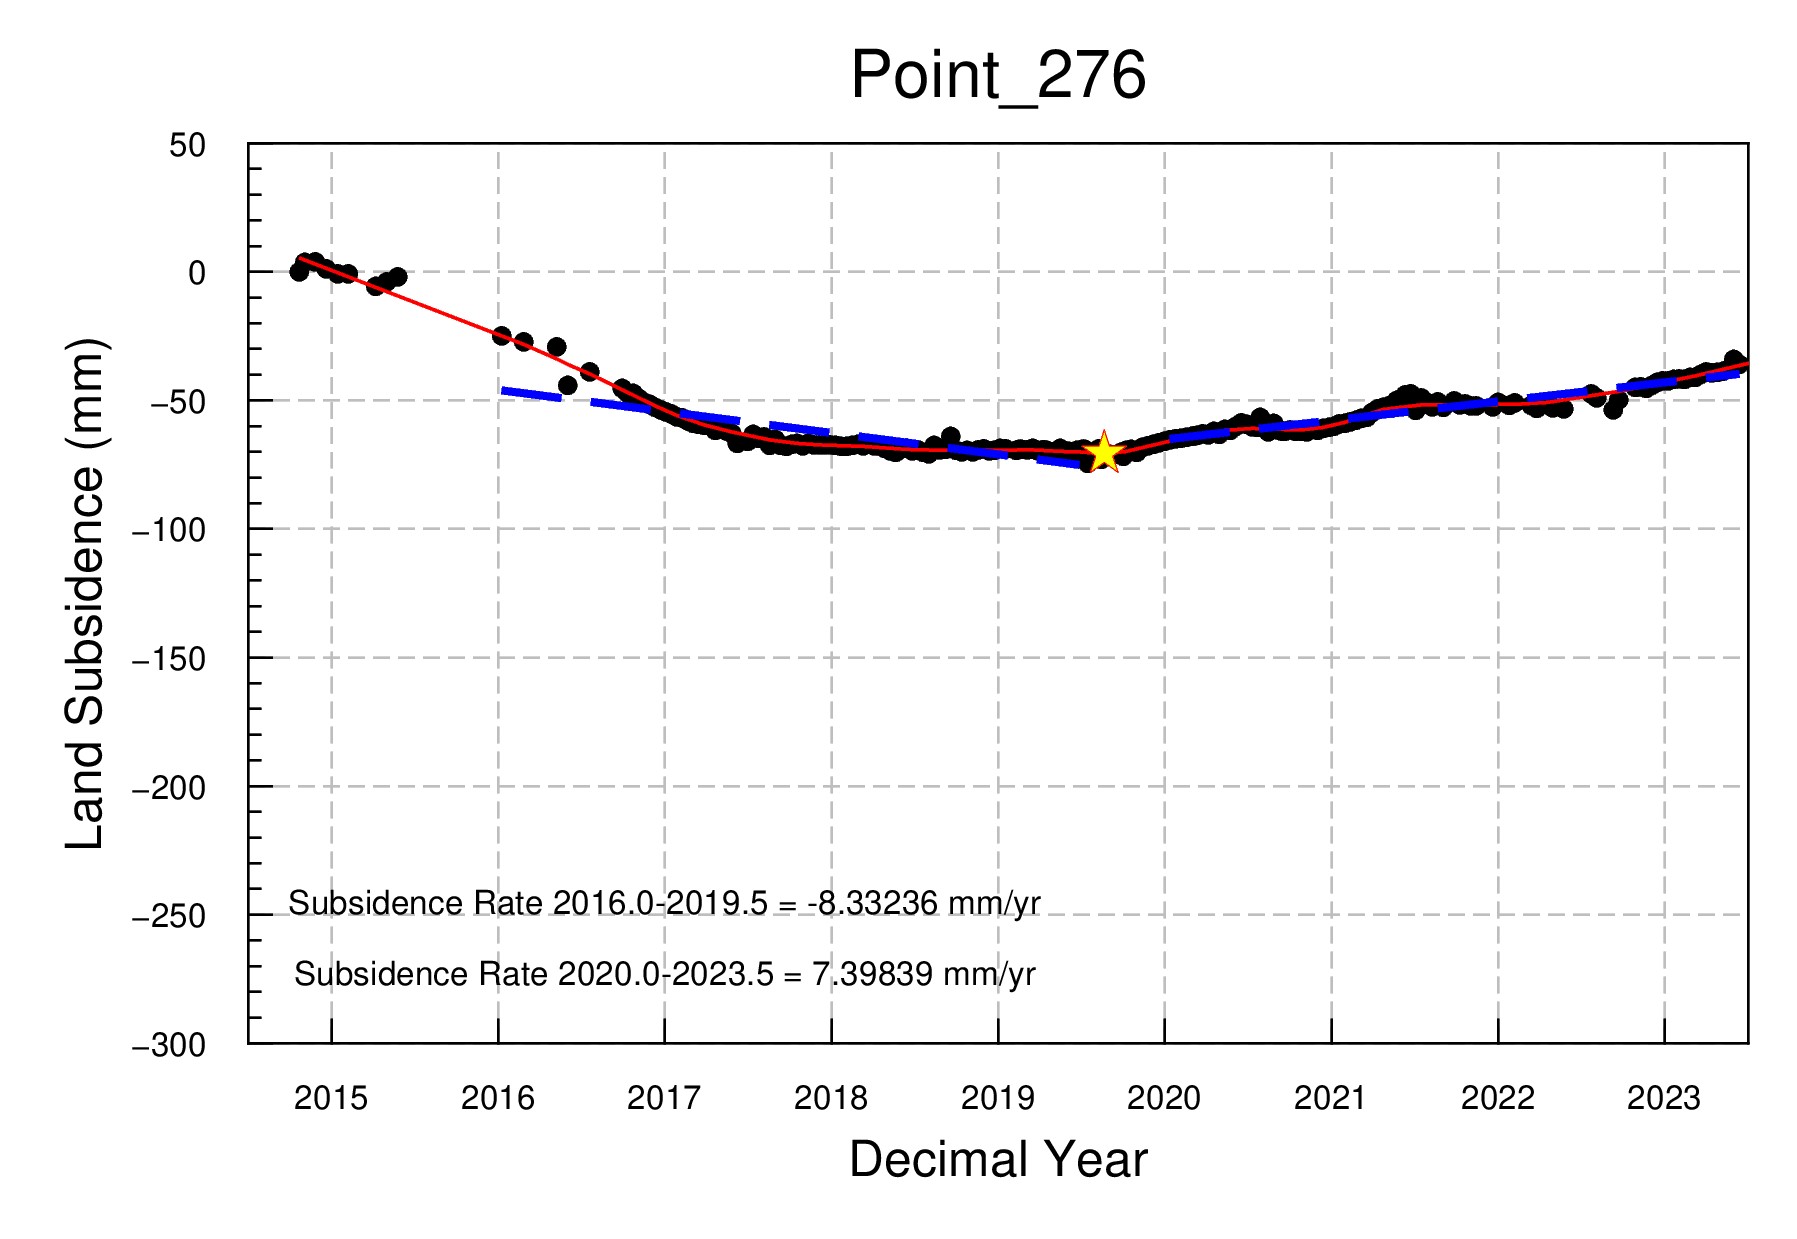 Point_276
50
0
−50
−100
−150
−200
−250
−300
Land Subsidence (mm)
Subsidence Rate 2016.0-2019.5 = -8.33236 mm/yr
Subsidence Rate 2020.0-2023.5 = 7.39839 mm/yr
2015 2016 2017 2018 2019 2020 2021 2022 2023
Decimal Year